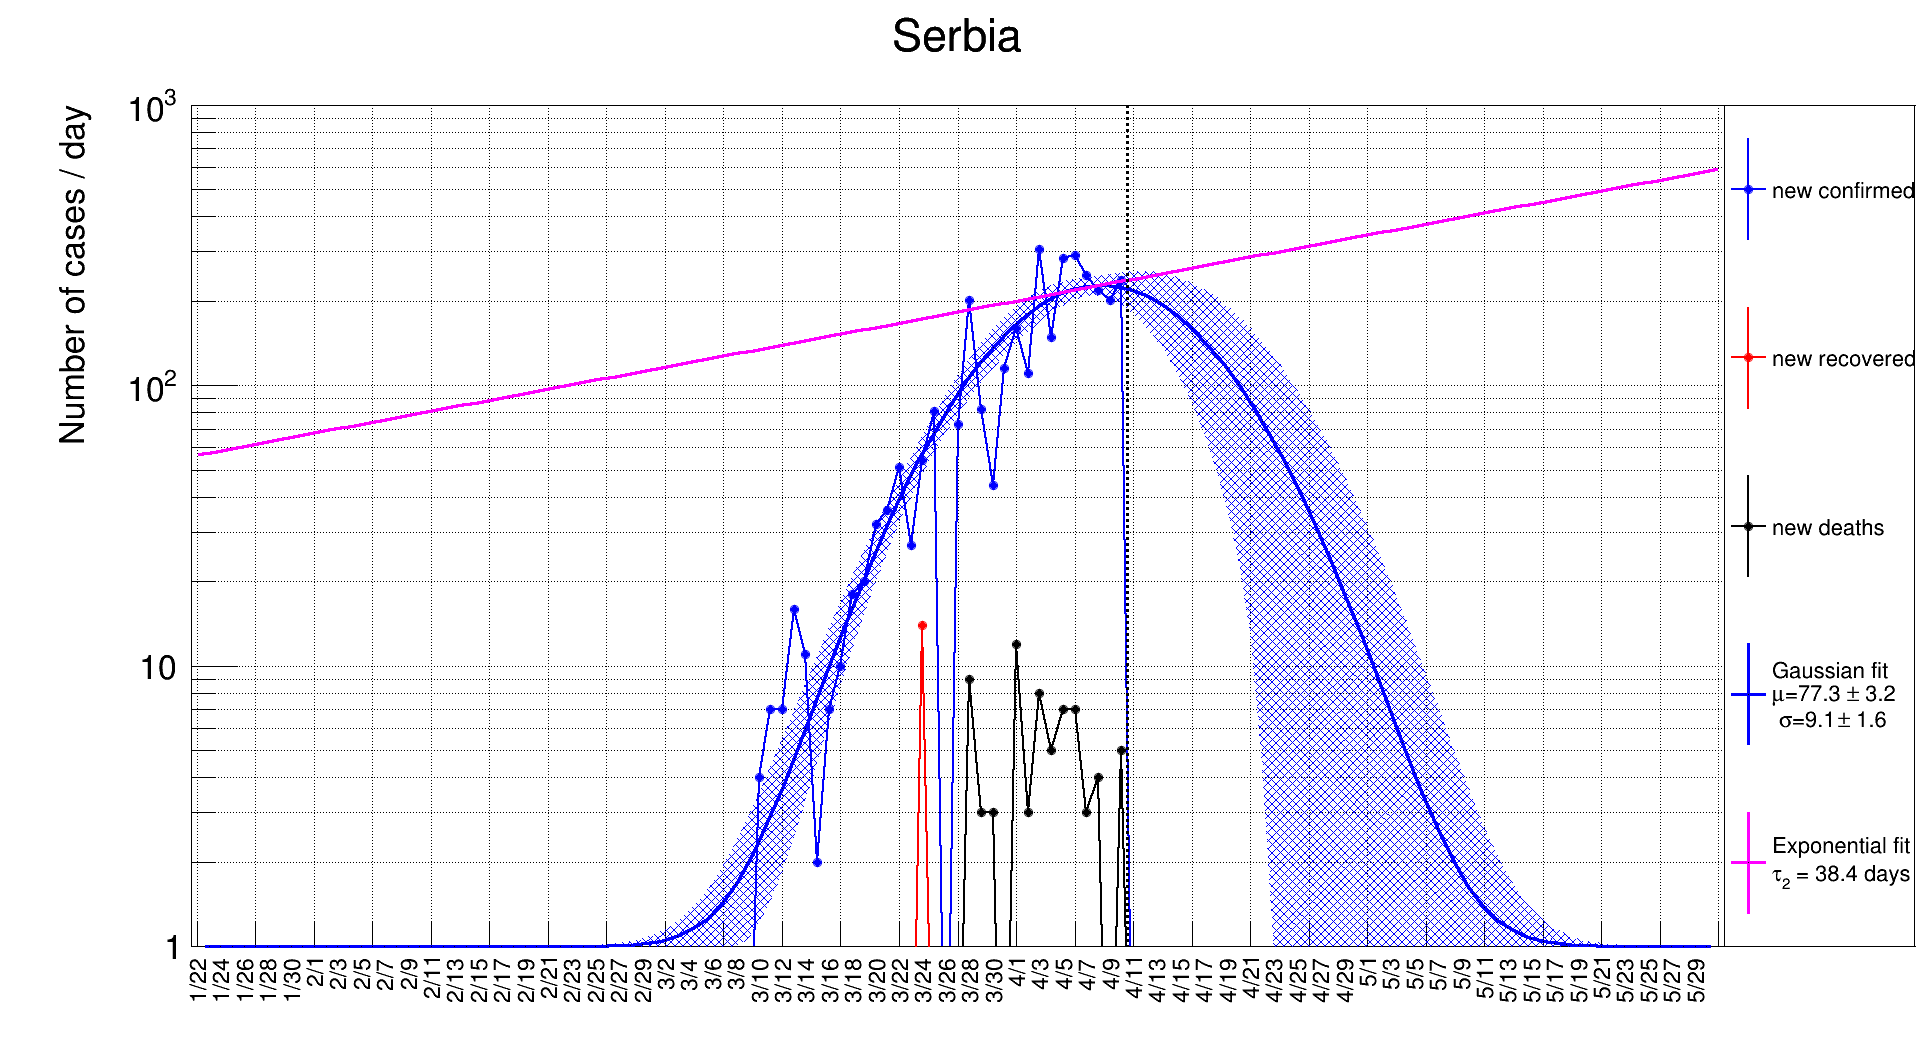 Serbia
Number of cases / day
10³
10²
10
1
1/22 1/24 1/26 1/28 1/30 2/1 2/3 2/5 2/7 2/9 2/11 2/13 2/15 2/17 2/19 2/21 2/23 2/25 2/27 2/29 3/2 3/4 3/6 3/8 3/10 3/12 3/14 3/16 3/18 3/20 3/22 3/24 3/26 3/28 3/30 4/1 4/3 4/5 4/7 4/9 4/11 4/13 4/15 4/17 4/19 4/21 4/23 4/25 4/27 4/29 5/1 5/3 5/5 5/7 5/9 5/11 5/13 5/15 5/17 5/19 5/21 5/23 5/25 5/27 5/29
new confirmed
new recovered
new deaths
Gaussian fit
μ=77.3 ± 3.2
σ=9.1 ± 1.6
Exponential fit
τ₂ = 38.4 days